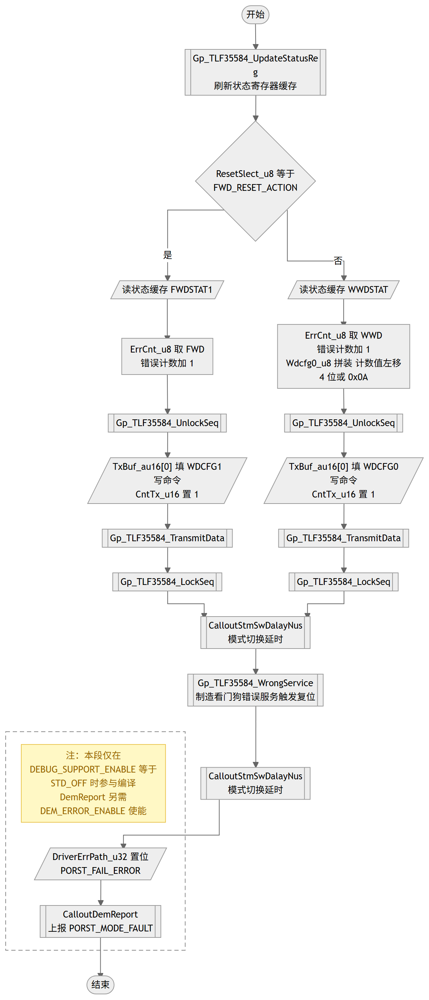 开始
Gp_TLF35584_UpdateStatusRe
g
刷新状态寄存器缓存
ResetSlect_u8 等于
FWD_RESET_ACTION
是
否
读状态缓存 FWDSTAT1
读状态缓存 WWDSTAT
ErrCnt_u8 取 FWD
错误计数加 1
ErrCnt_u8 取 WWD
错误计数加 1
Wdcfg0_u8 拼装 计数值左移
4 位或 0x0A
Gp_TLF35584_UnlockSeq
Gp_TLF35584_UnlockSeq
TxBuf_au16[0] 填 WDCFG1
写命令
CntTx_u16 置 1
TxBuf_au16[0] 填 WDCFG0
写命令
CntTx_u16 置 1
Gp_TLF35584_TransmitData
Gp_TLF35584_TransmitData
Gp_TLF35584_LockSeq
Gp_TLF35584_LockSeq
CalloutStmSwDalayNus
模式切换延时
Gp_TLF35584_WrongService
制造看门狗错误服务触发复位
CalloutStmSwDalayNus
模式切换延时
注：本段仅在
DEBUG_SUPPORT_ENABLE 等于
STD_OFF 时参与编译
DemReport 另需
DEM_ERROR_ENABLE 使能
DriverErrPath_u32 置位
PORST_FAIL_ERROR
CalloutDemReport
上报 PORST_MODE_FAULT
结束